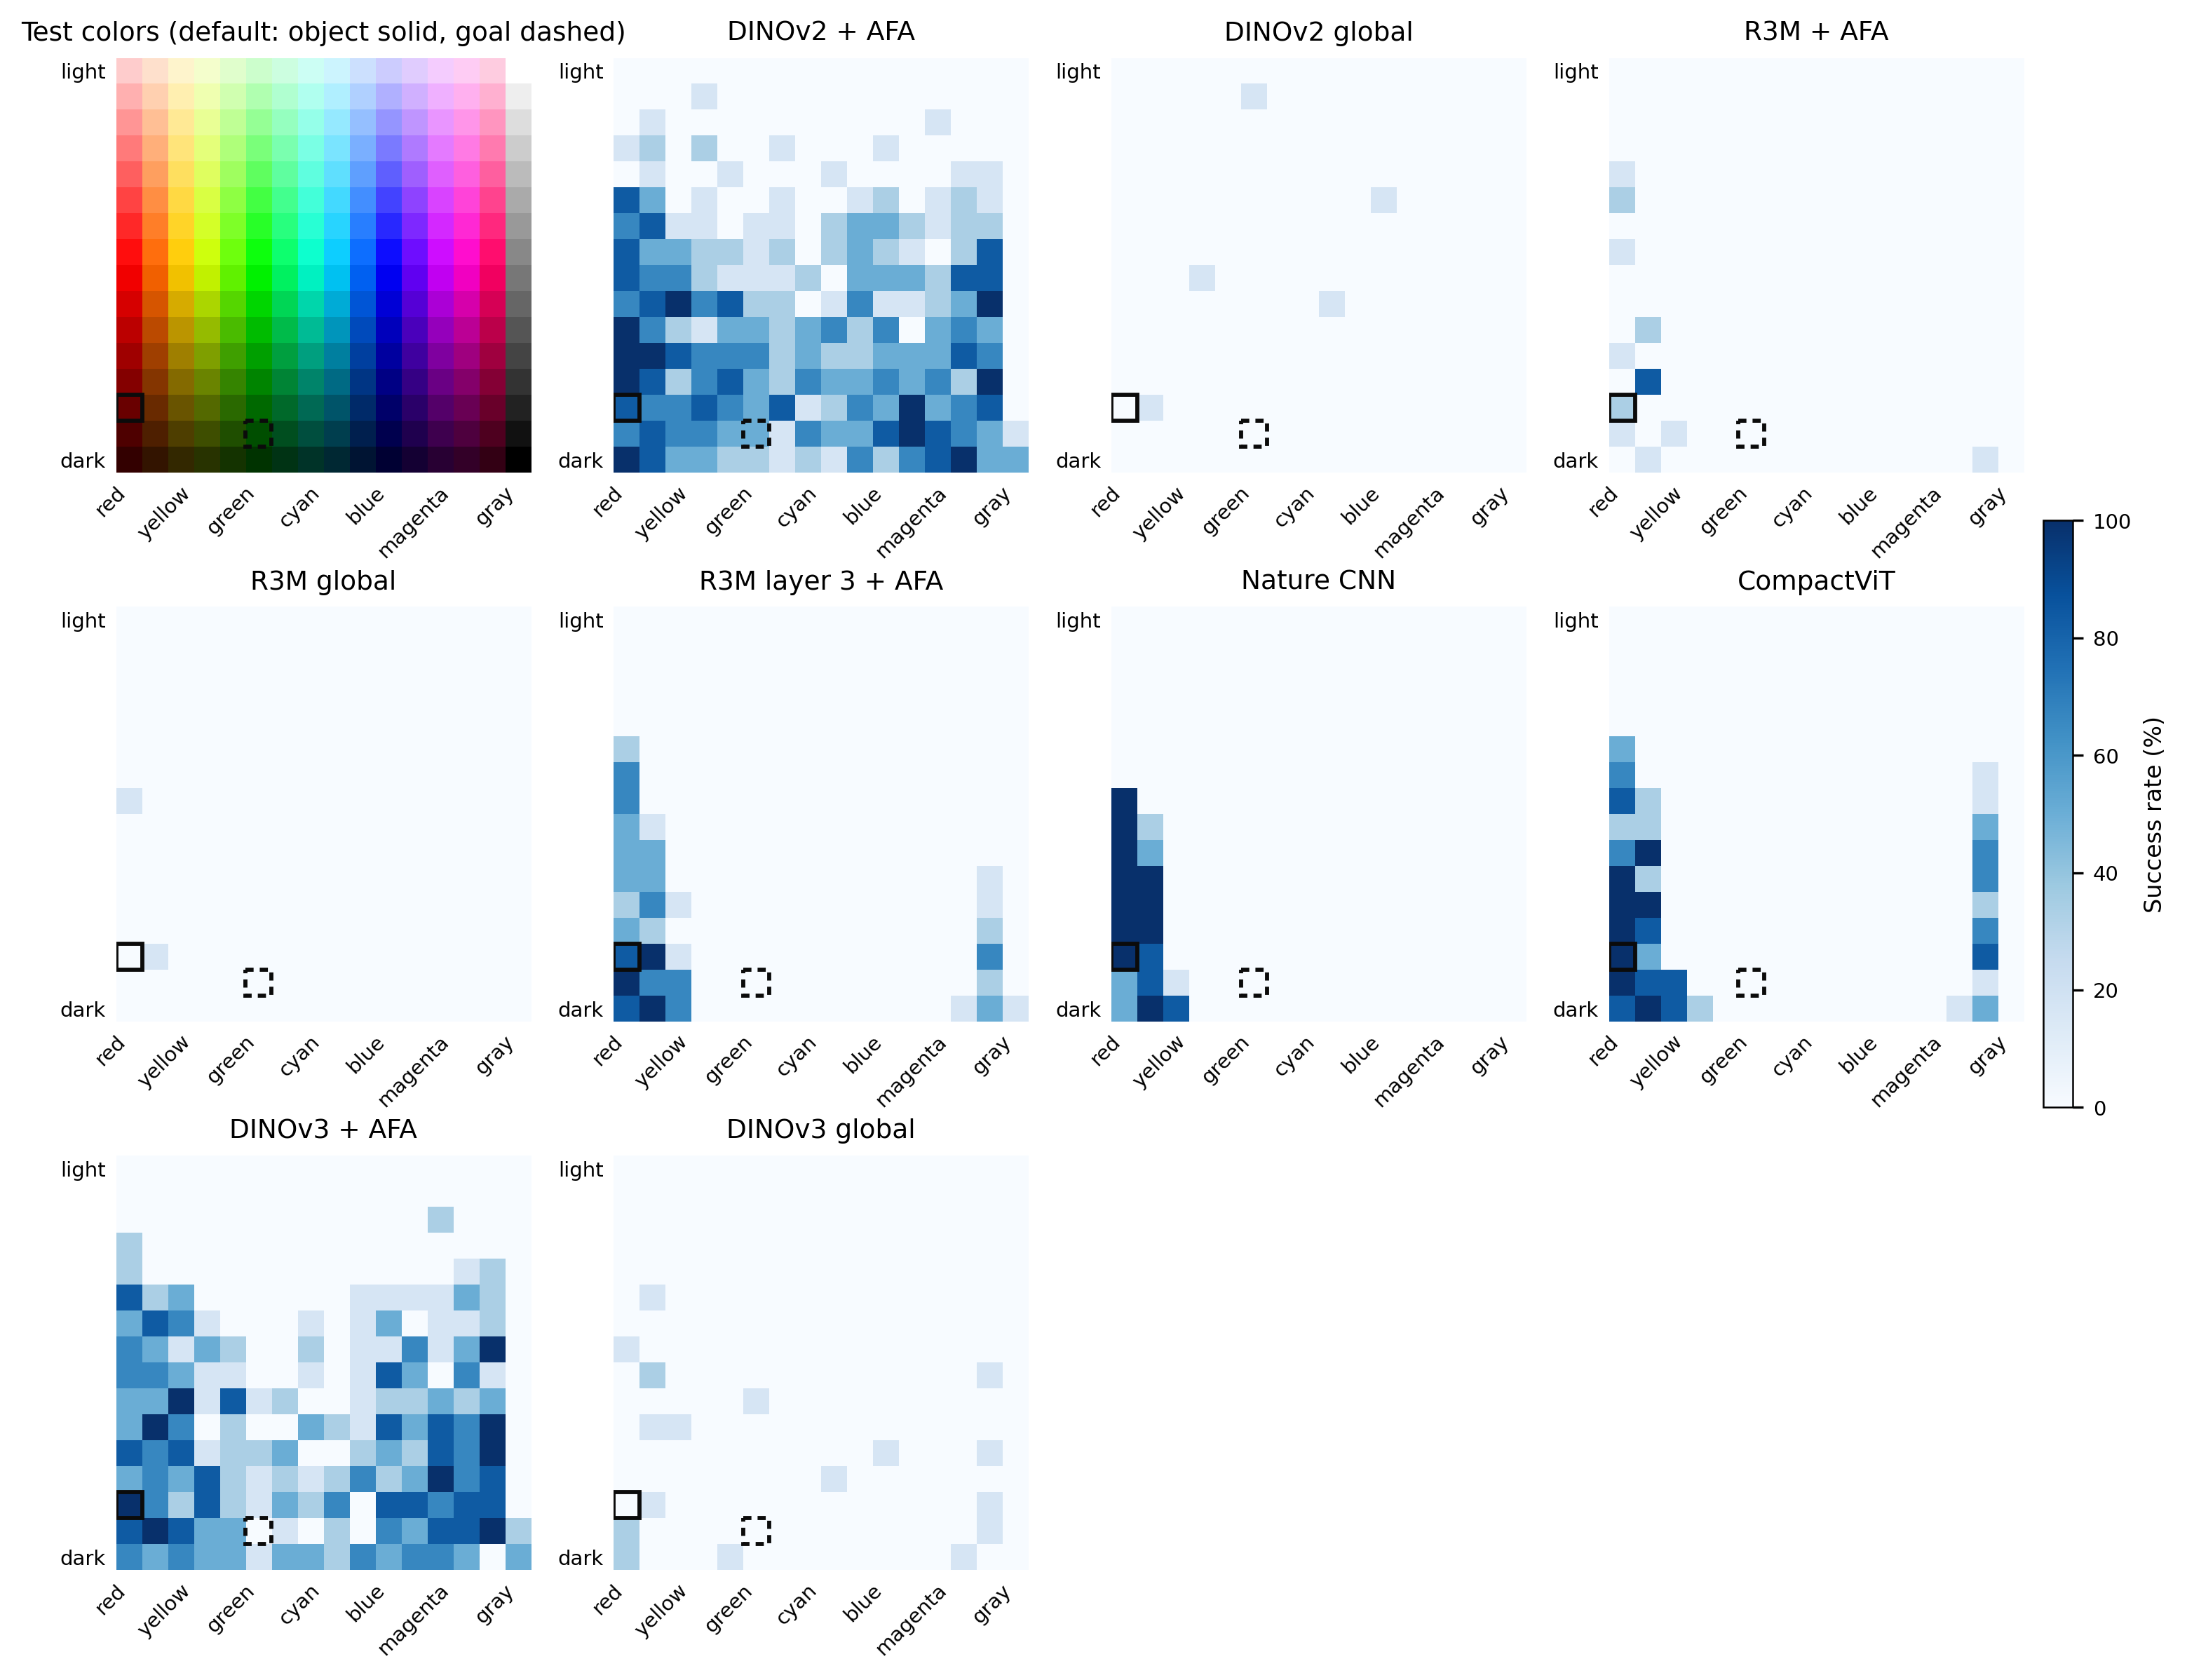 Test colors (default: object solid, goal dashed)
DINOv2 + AFA
DINOv2 global
R3M + AFA
light
light
light
light
dark
dark
dark
dark
red
yellow
green
cyan
blue
magenta
gray
red
yellow
green
cyan
blue
magenta
gray
red
yellow
green
cyan
blue
magenta
gray
red
yellow
green
cyan
blue
magenta
gray
R3M global
R3M layer 3 + AFA
Nature CNN
CompactViT
light
light
light
light
dark
dark
dark
dark
red
yellow
green
cyan
blue
magenta
gray
red
yellow
green
cyan
blue
magenta
gray
red
yellow
green
cyan
blue
magenta
gray
red
yellow
green
cyan
blue
magenta
gray
100
80
60
40
20
0
Success rate (%)
DINOv3 + AFA
DINOv3 global
light
light
dark
dark
red
yellow
green
cyan
blue
magenta
gray
red
yellow
green
cyan
blue
magenta
gray